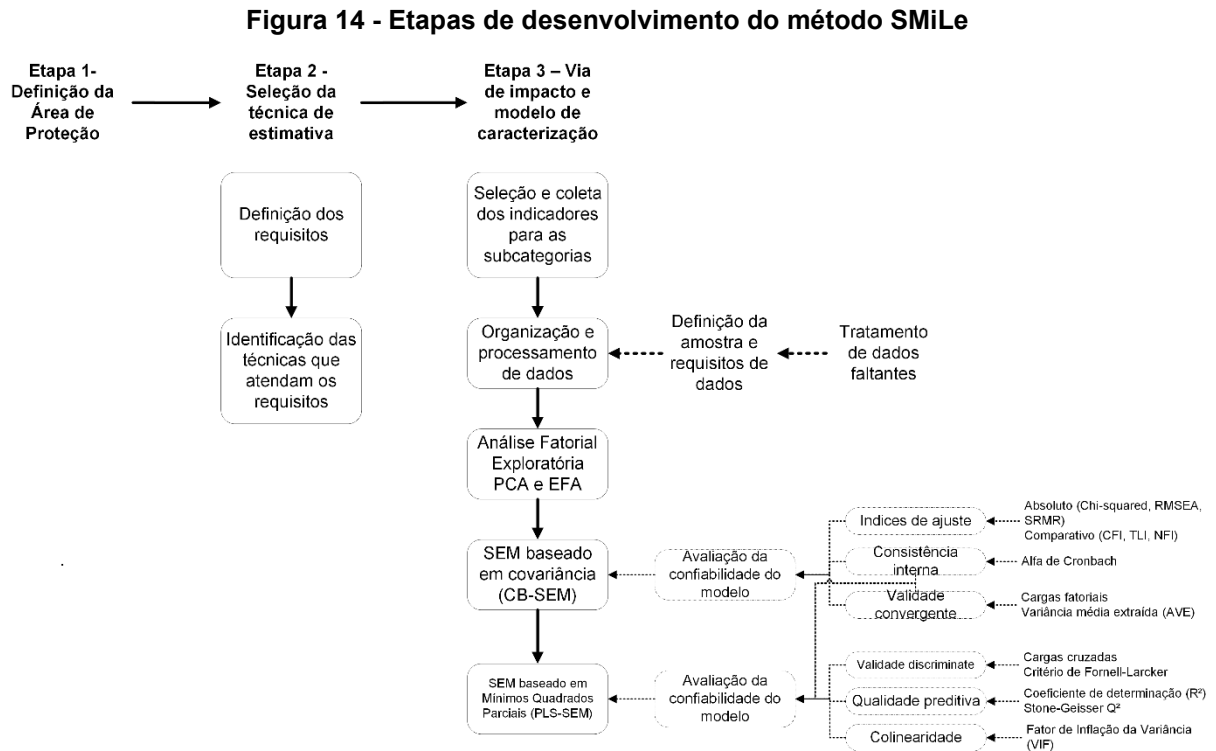 Figura 14 - Etapas de desenvolvimento do método SMiLe
Etapa 1-
Definição da
Área de
Proteção
Etapa 2 -
Seleção da
técnica de
estimativa
Etapa 3 – Via
de impacto e
modelo de
caracterização
Definição dos
requisitos
Identificação das
técnicas que
atendam os
requisitos
Seleção e coleta
dos indicadores
para as
subcategorias
Organização e
processamento
de dados
Definição da
amostra e
requisitos de
dados
Tratamento
de dados
faltantes
Análise Fatorial
Exploratória
PCA e EFA
SEM baseado
em covariância
(CB-SEM)
Avaliação da
confiabilidade do
modelo
Indices de ajuste
Absoluto (Chi-squared, RMSEA,
SRMR)
Comparativo (CFI, TLI, NFI)
Consistência
interna
Alfa de Cronbach
Validade
convergente
Cargas fatoriais
Variância média extraída (AVE)
SEM baseado em
Mínimos Quadrados
Parciais (PLS-SEM)
Avaliação da
confiabilidade do
modelo
Validade discriminate
Cargas cruzadas
Critério de Fornell-Larcker
Qualidade preditiva
Coeficiente de determinação (R²)
Stone-Geisser Q²
Colinearidade
Fator de Inflação da Variância
(VIF)